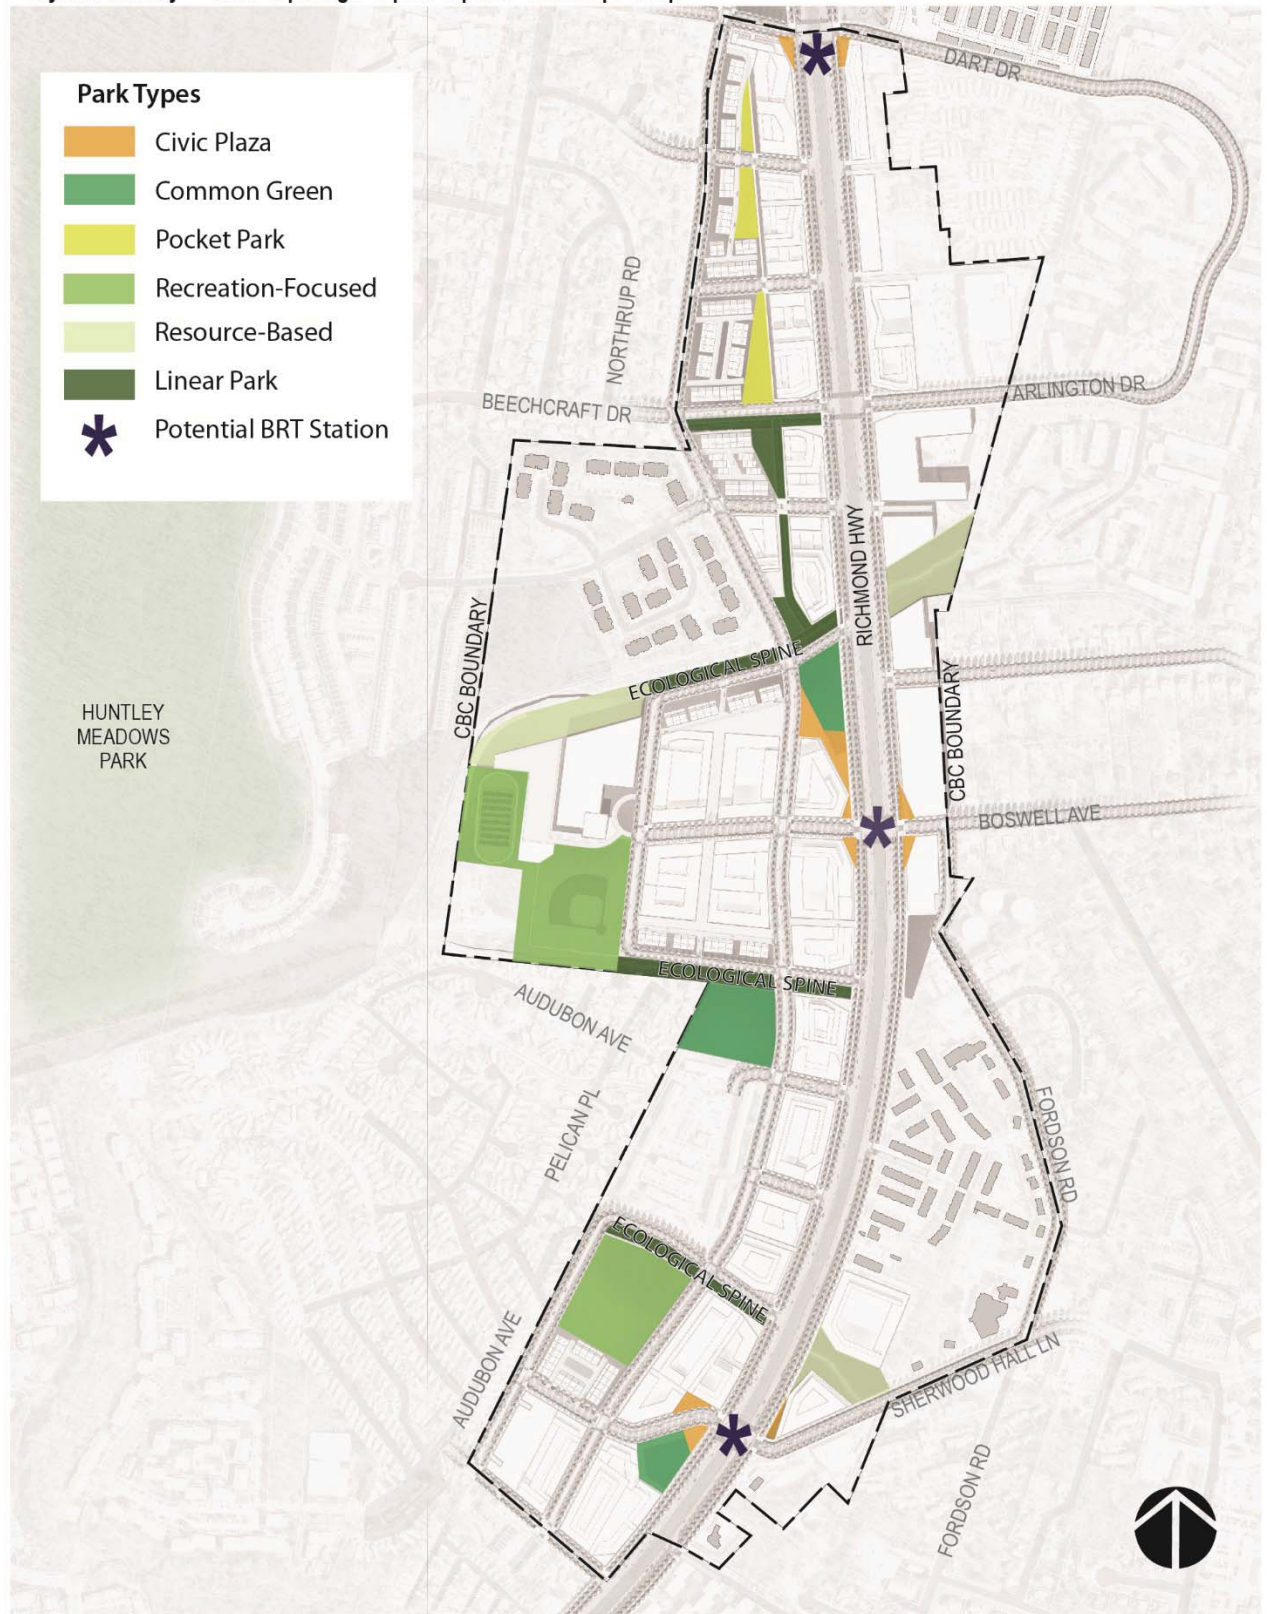 Park Types
Civic Plaza
Common Green
Pocket Park
Recreation-Focused
Resource-Based
Linear Park
Potential BRT Station
DART DR
NORTHRUP RD
BEECHCRAFT DR
ARLINGTON DR
RICHMOND HWY
CBC BOUNDARY
ECOLOGICAL SPINE
CBC BOUNDARY
HUNTLEY
MEADOWS
PARK
BOSWELL AVE
ECOLOGICAL SPINE
AUDUBON AVE
PELICAN PL
FORDSON RD
ECOLOGICAL SPINE
AUDUBON AVE
SHERWOOD HALL LN
FORDSON RD